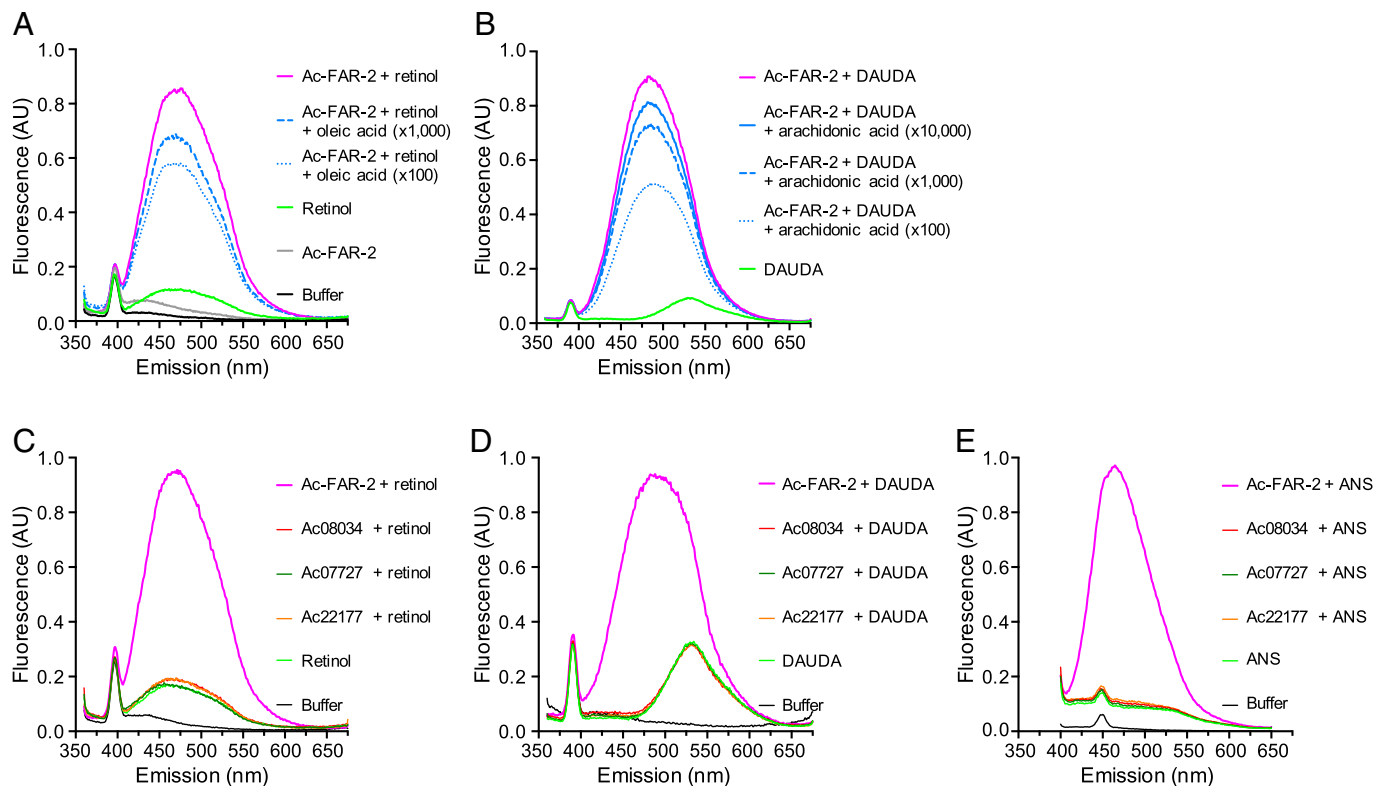 A
Fluorescence (AU)
1.0
0.8
0.6
0.4
0.2
0.0
350 400 450 500 550 600 650
Emission (nm)
Ac-FAR-2 + retinol
Ac-FAR-2 + retinol
+ oleic acid (x1,000)
Ac-FAR-2 + retinol
+ oleic acid (x100)
Retinol
Ac-FAR-2
Buffer
B
Fluorescence (AU)
1.0
0.8
0.6
0.4
0.2
0.0
350 400 450 500 550 600 650
Emission (nm)
Ac-FAR-2 + DAUDA
Ac-FAR-2 + DAUDA
+ arachidonic acid (x10,000)
Ac-FAR-2 + DAUDA
+ arachidonic acid (x1,000)
Ac-FAR-2 + DAUDA
+ arachidonic acid (x100)
DAUDA
C
Fluorescence (AU)
1.0
0.8
0.6
0.4
0.2
0.0
350 400 450 500 550 600 650
Emission (nm)
Ac-FAR-2 + retinol
Ac08034 + retinol
Ac07727 + retinol
Ac22177 + retinol
Retinol
Buffer
D
Fluorescence (AU)
1.0
0.8
0.6
0.4
0.2
0.0
350 400 450 500 550 600 650
Emission (nm)
Ac-FAR-2 + DAUDA
Ac08034 + DAUDA
Ac07727 + DAUDA
Ac22177 + DAUDA
DAUDA
Buffer
E
Fluorescence (AU)
1.0
0.8
0.6
0.4
0.2
0.0
350 400 450 500 550 600 650
Emission (nm)
Ac-FAR-2 + ANS
Ac08034 + ANS
Ac07727 + ANS
Ac22177 + ANS
ANS
Buffer